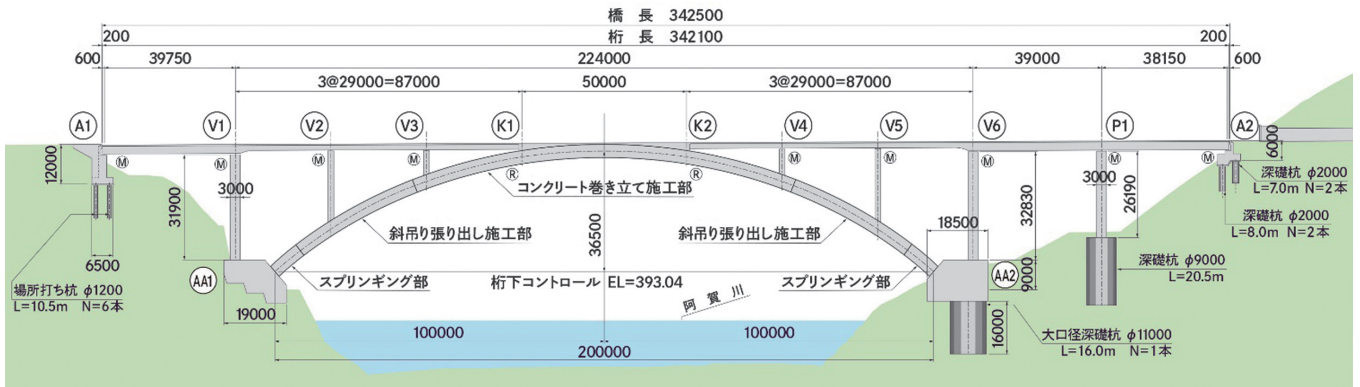 橋 長 342500
200 桁 長 342100 200
600 39750 224000 39000 38150 600
3@29000=87000 50000 3@29000=87000
A1 V1 V2 V3 K1 K2 V4 V5 V6 P1 A2
12000
6000
M M M M R R M M M M M
コンクリート巻き立て施工部
3000
31900
36500
3000
26190
32830
深礎杭 φ2000
L=7.0m N=2本
深礎杭 φ2000
L=8.0m N=2本
18500
斜吊り張り出し施工部
斜吊り張り出し施工部
6500
深礎杭 φ9000
L=20.5m
AA1
AA2
9000
スプリンギング部
桁下コントロール EL=393.04
スプリンギング部
場所打ち杭 φ1200
L=10.5m N=6本
阿賀川
19000
100000 100000
16000
大口径深礎杭 φ11000
L=16.0m N=1本
200000